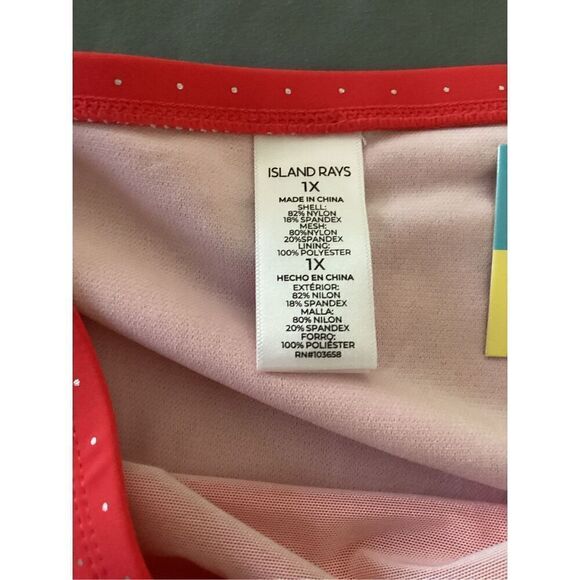 ISLAND RAYS
1X
MADE IN CHINA
SHELL:
82% NYLON
18% SPANDEX
MESH:
80%NYLON
20%SPANDEX
LINING:
100% POLYESTER
1X
HECHO EN CHINA
EXTÉRIOR:
82% NILON
18% SPANDEX
MALLA:
80% NILON
20% SPANDEX
FORRO:
100% POLIÉSTER
RN#103658